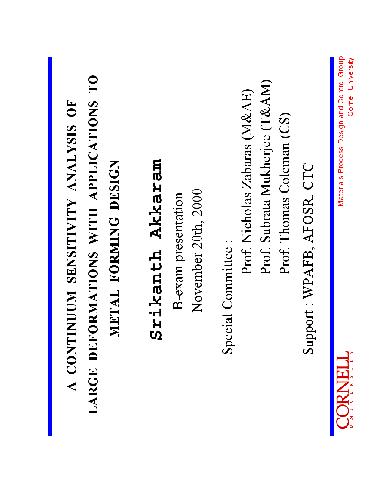 A CONTINUUM SENSITIVITY ANALYSIS OF
LARGE DEFORMATIONS WITH APPLICATIONS TO
METAL FORMING DESIGN
Srikanth Akkaram
B-exam presentation
November 20th, 2000
Special Committee :
Prof. Nicholas Zabaras (M&AE)
Prof. Subrata Mukherjee (T&AM)
Prof. Thomas Coleman (CS)
Support : WPAFB, AFOSR, CTC
CORNELL
UNIVERSITY
Materials Process Design and Control Group
Cornell University